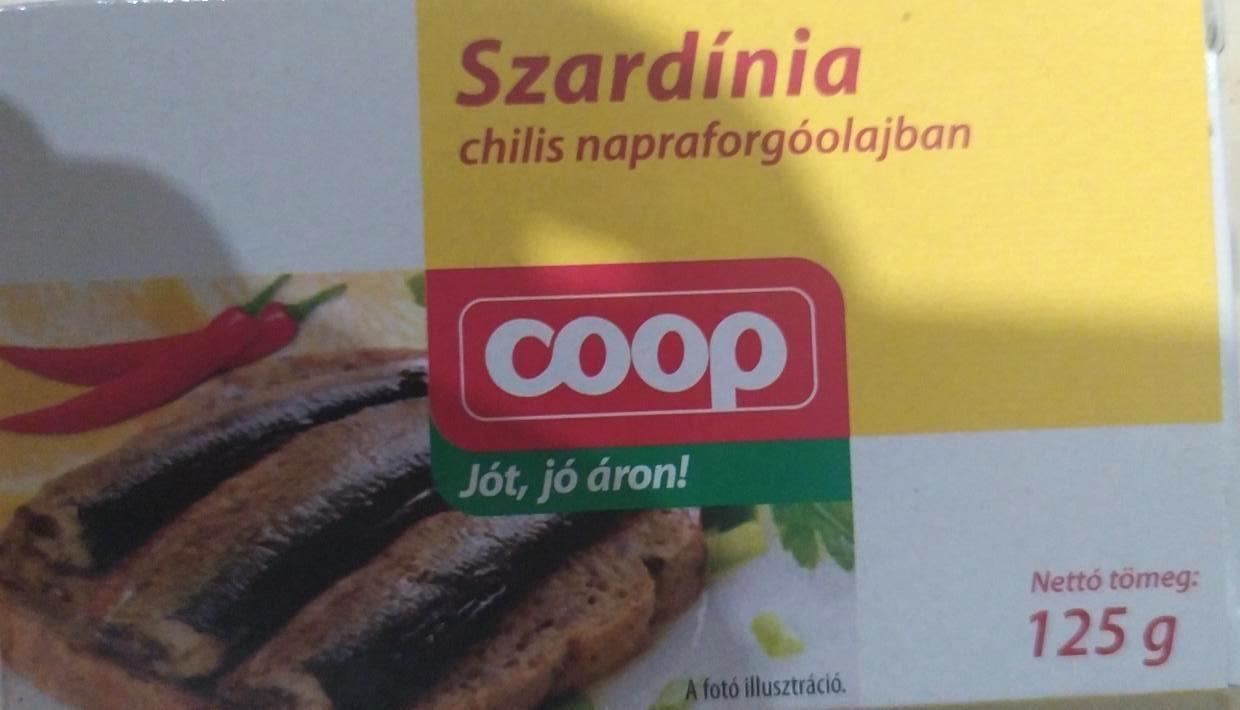 Szardínia
chilis napraforgóolajban
coop
Jót, jó áron!
Nettó tömeg:
125 g
A fotó illusztráció.